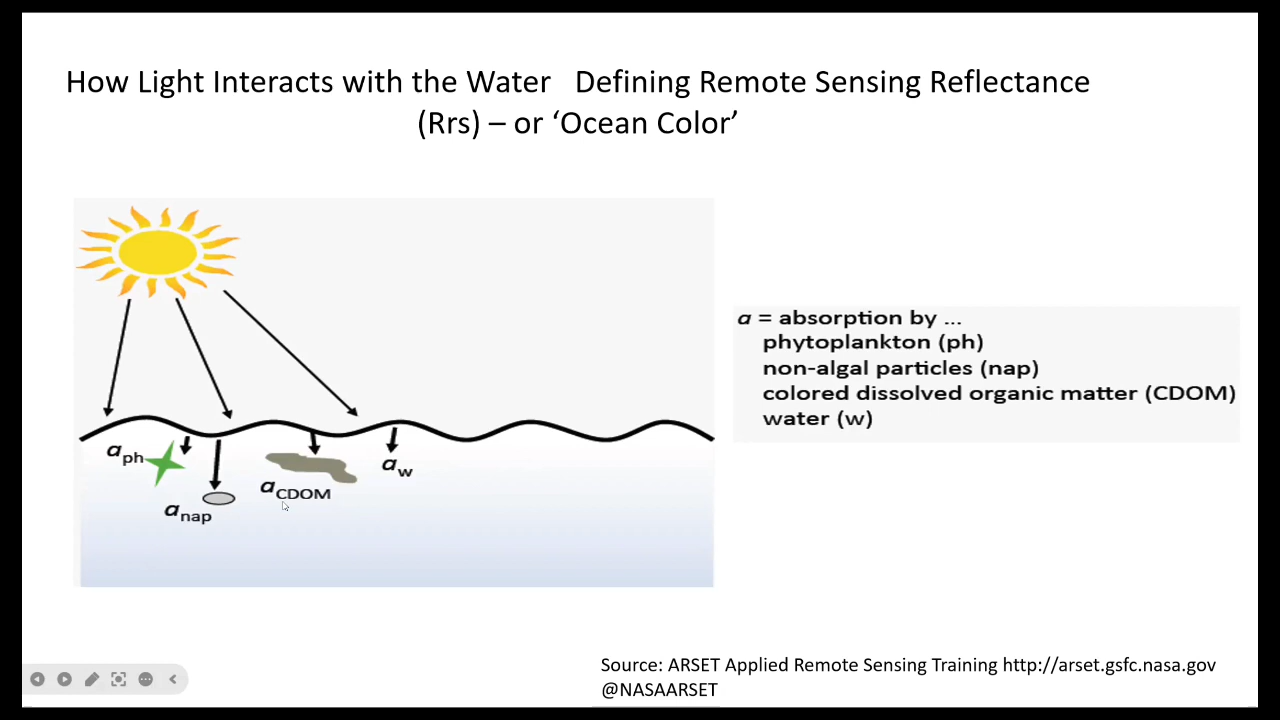 How Light Interacts with the Water   Defining Remote Sensing Reflectance
(Rrs) – or ‘Ocean Color’
a = absorption by ...
phytoplankton (ph)
non-algal particles (nap)
colored dissolved organic matter (CDOM)
water (w)
aph
anap
aCDOM
aw
Source: ARSET Applied Remote Sensing Training http://arset.gsfc.nasa.gov
@NASAARSET